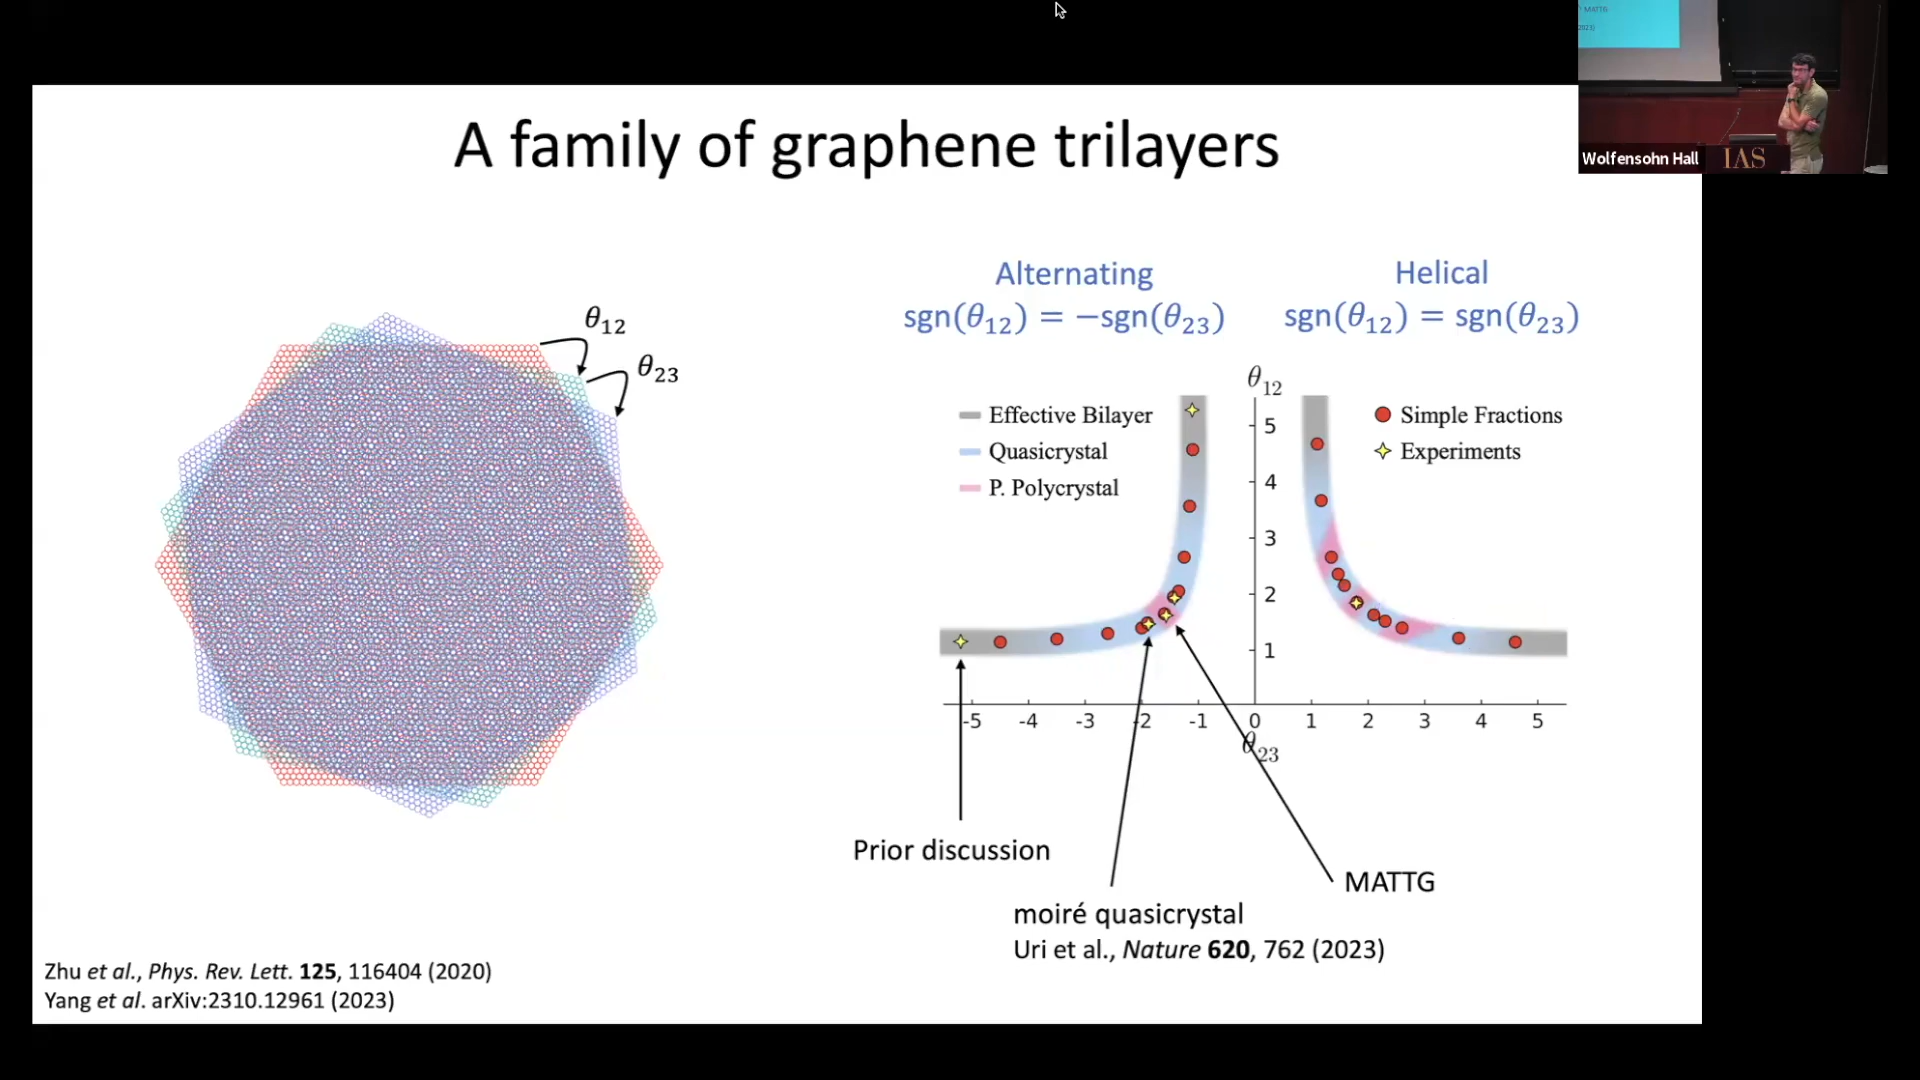 MATTG
2023)
Wolfensohn Hall
IAS
A family of graphene trilayers
θ12
θ23
Alternating
sgn(θ12) = −sgn(θ23)
Helical
sgn(θ12) = sgn(θ23)
Effective Bilayer
Quasicrystal
P. Polycrystal
Simple Fractions
Experiments
θ12
5
4
3
2
1
-5 -4 -3 -2 -1 0 1 2 3 4 5
θ23
Prior discussion
MATTG
moiré quasicrystal
Uri et al., Nature 620, 762 (2023)
Zhu et al., Phys. Rev. Lett. 125, 116404 (2020)
Yang et al. arXiv:2310.12961 (2023)